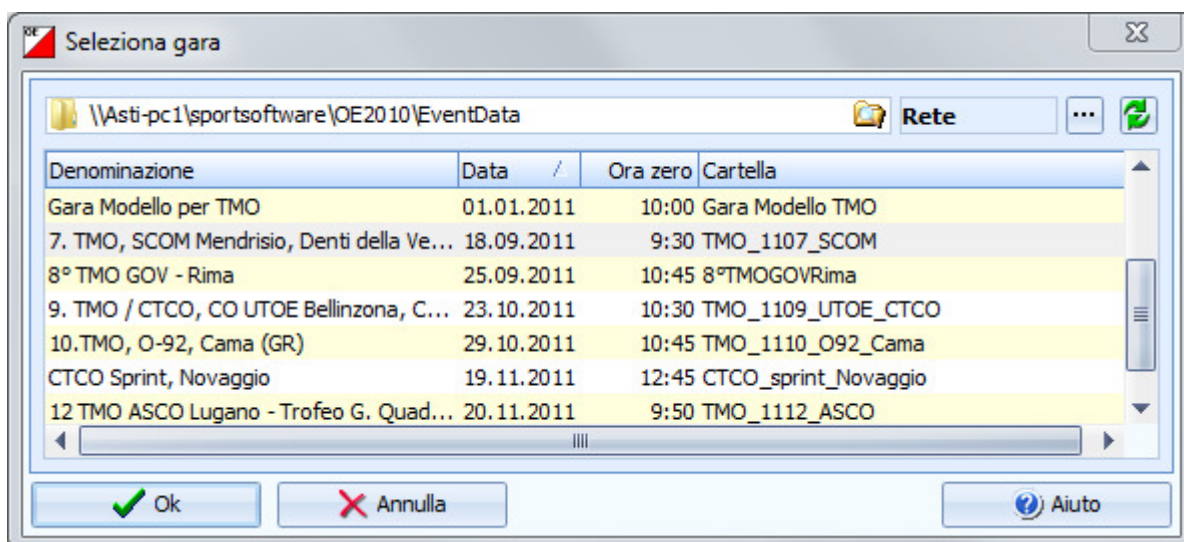 OE Seleziona gara
\\Asti-pc1\sportsoftware\OE2010\EventData Rete ...
Denominazione Data Ora zero Cartella
Gara Modello per TMO 01.01.2011 10:00 Gara Modello TMO
7. TMO, SCOM Mendrisio, Denti della Ve... 18.09.2011 9:30 TMO_1107_SCOM
8° TMO GOV - Rima 25.09.2011 10:45 8°TMOGOVRima
9. TMO / CTCO, CO UTOE Bellinzona, C... 23.10.2011 10:30 TMO_1109_UTOE_CTCO
10.TMO, O-92, Cama (GR) 29.10.2011 10:45 TMO_1110_O92_Cama
CTCO Sprint, Novaggio 19.11.2011 12:45 CTCO_sprint_Novaggio
12 TMO ASCO Lugano - Trofeo G. Quad... 20.11.2011 9:50 TMO_1112_ASCO
Ok Annulla Aiuto